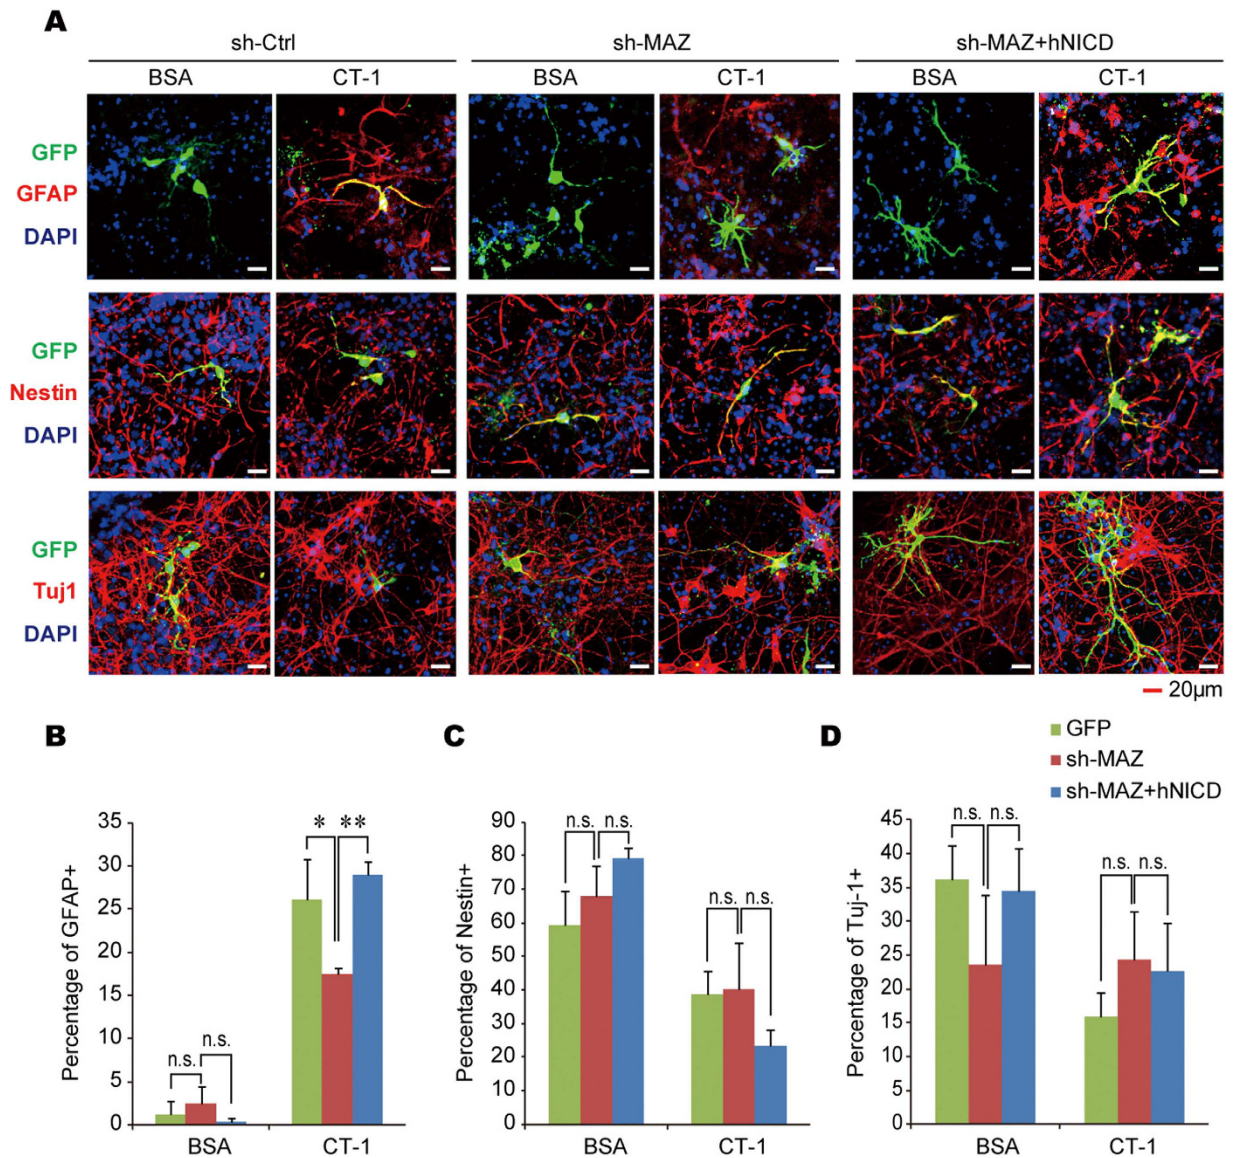 A
sh-Ctrl sh-MAZ sh-MAZ+hNICD
BSA CT-1 BSA CT-1 BSA CT-1
GFP
GFAP
DAPI
GFP
Nestin
DAPI
GFP
Tuj1
DAPI
20µm
B
Percentage of GFAP+
35
30
25
20
15
10
5
0
n.s. n.s.
* **
BSA CT-1
C
Percentage of Nestin+
90
80
70
60
50
40
30
20
10
0
n.s. n.s.
n.s. n.s.
BSA CT-1
D
GFP
sh-MAZ
sh-MAZ+hNICD
Percentage of Tuj-1+
45
40
35
30
25
20
15
10
5
0
n.s. n.s.
n.s. n.s.
BSA CT-1